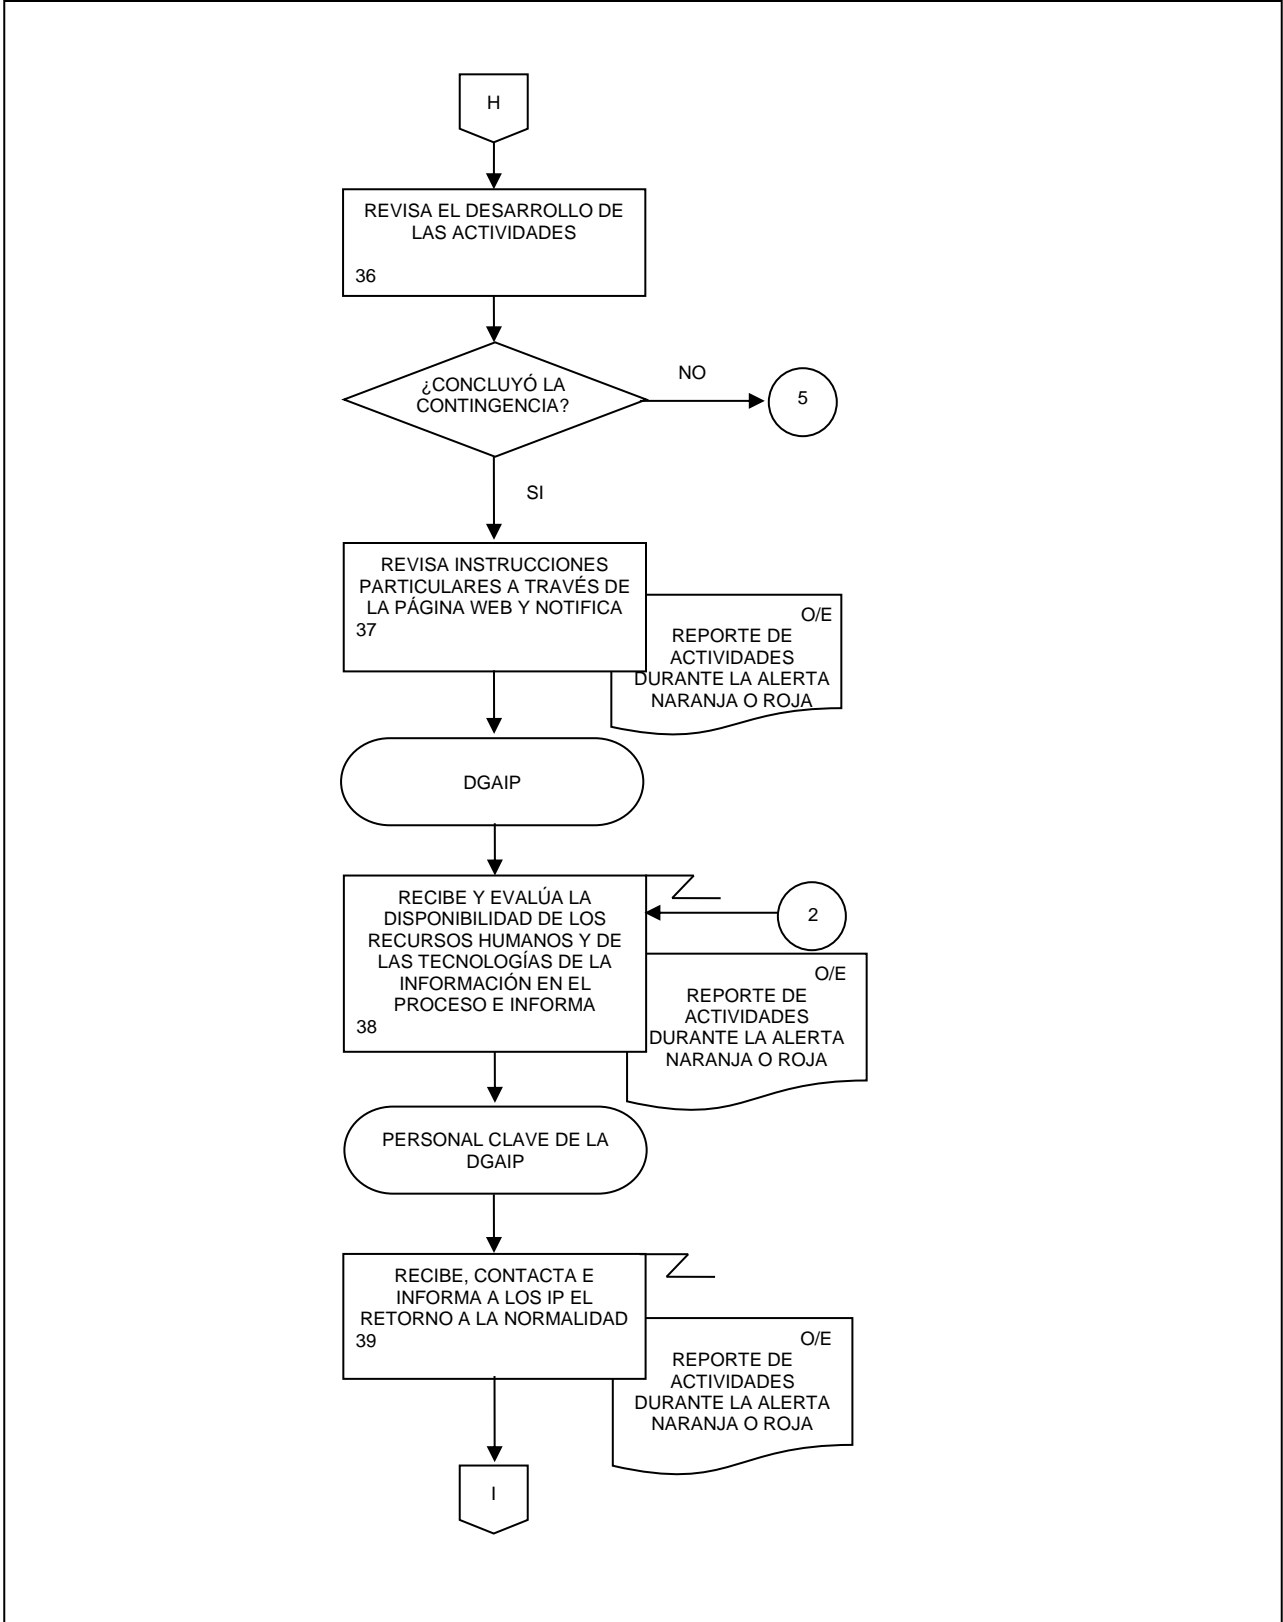 H
REVISA EL DESARROLLO DE
LAS ACTIVIDADES
36
¿CONCLUYÓ LA
CONTINGENCIA?
NO
5
SI
REVISA INSTRUCCIONES
PARTICULARES A TRAVÉS DE
LA PÁGINA WEB Y NOTIFICA
37
O/E
REPORTE DE
ACTIVIDADES
DURANTE LA ALERTA
NARANJA O ROJA
DGAIP
RECIBE Y EVALÚA LA
DISPONIBILIDAD DE LOS
RECURSOS HUMANOS Y DE
LAS TECNOLOGÍAS DE LA
INFORMACIÓN EN EL
PROCESO E INFORMA
38
2
O/E
REPORTE DE
ACTIVIDADES
DURANTE LA ALERTA
NARANJA O ROJA
PERSONAL CLAVE DE LA
DGAIP
RECIBE, CONTACTA E
INFORMA A LOS IP EL
RETORNO A LA NORMALIDAD
39
O/E
REPORTE DE
ACTIVIDADES
DURANTE LA ALERTA
NARANJA O ROJA
I